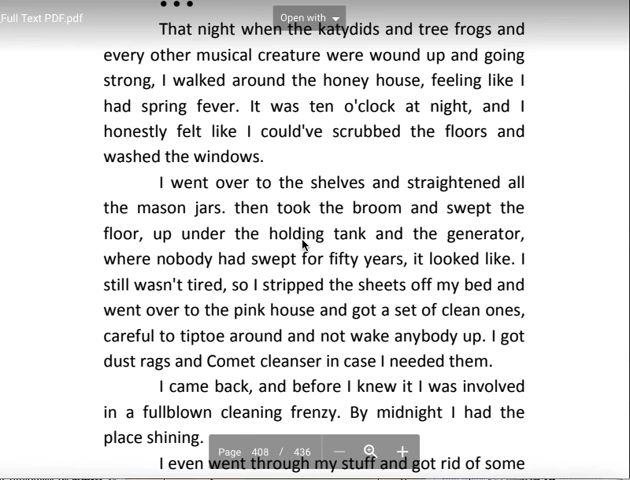 Full Text PDF.pdf
Open with
That night when the katydids and tree frogs and
every other musical creature were wound up and going
strong, I walked around the honey house, feeling like I
had spring fever. It was ten o'clock at night, and I
honestly felt like I could've scrubbed the floors and
washed the windows.
I went over to the shelves and straightened all
the mason jars. then took the broom and swept the
floor, up under the holding tank and the generator,
where nobody had swept for fifty years, it looked like. I
still wasn't tired, so I stripped the sheets off my bed and
went over to the pink house and got a set of clean ones,
careful to tiptoe around and not wake anybody up. I got
dust rags and Comet cleanser in case I needed them.
I came back, and before I knew it I was involved
in a fullblown cleaning frenzy. By midnight I had the
place shining.
Page 408 / 436
I even went through my stuff and got rid of some